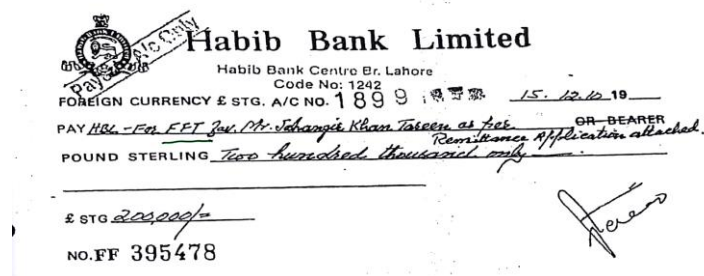 Payee's A/c Only
Habib Bank Limited
Habib Bank Centre Br. Lahore
Code No: 1242
FOREIGN CURRENCY £ STG. A/C NO. 1899 15. 12.10 19
PAY HBL - For FFT fav. Mr. Jahangir Khan Tareen as per OR BEARER
Remittance Application attached.
POUND STERLING Two hundred thousand only
£ STG 200,000/=
NO.FF 395478